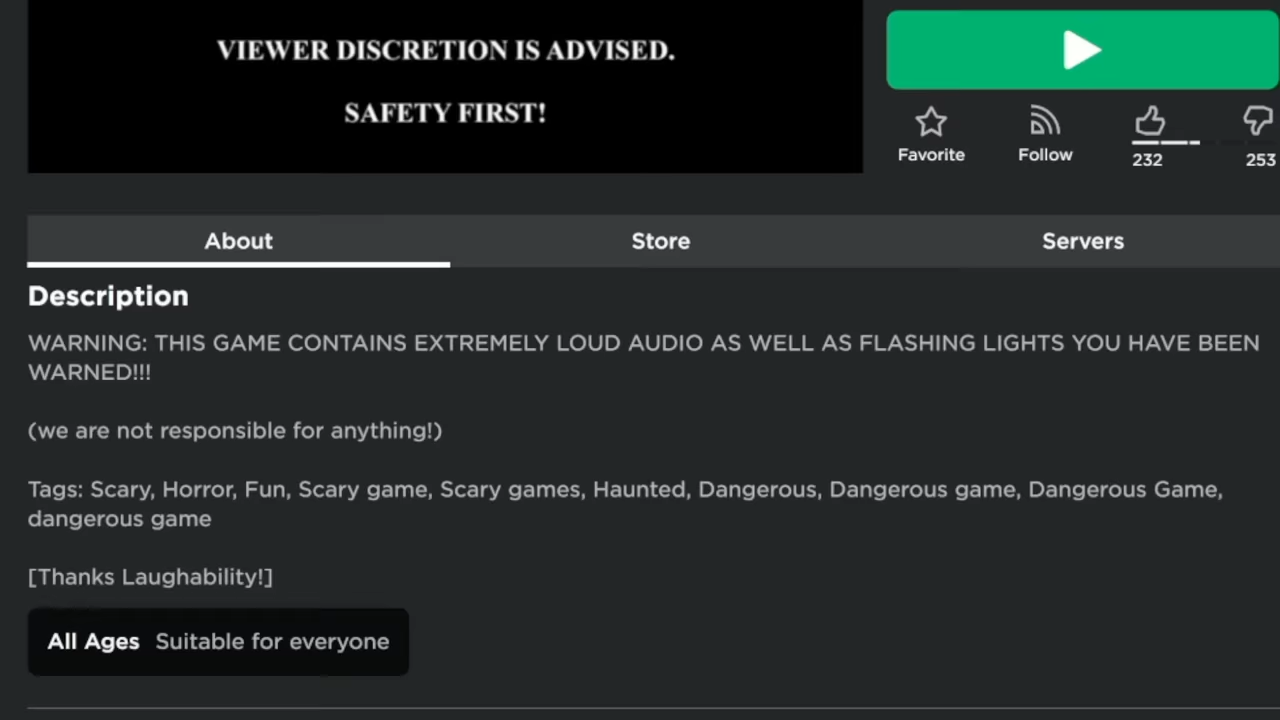 VIEWER DISCRETION IS ADVISED.
SAFETY FIRST!
Favorite
Follow
232
253
About
Store
Servers
Description
WARNING: THIS GAME CONTAINS EXTREMELY LOUD AUDIO AS WELL AS FLASHING LIGHTS YOU HAVE BEEN
WARNED!!!
(we are not responsible for anything!)
Tags: Scary, Horror, Fun, Scary game, Scary games, Haunted, Dangerous, Dangerous game, Dangerous Game,
dangerous game
[Thanks Laughability!]
All Ages Suitable for everyone